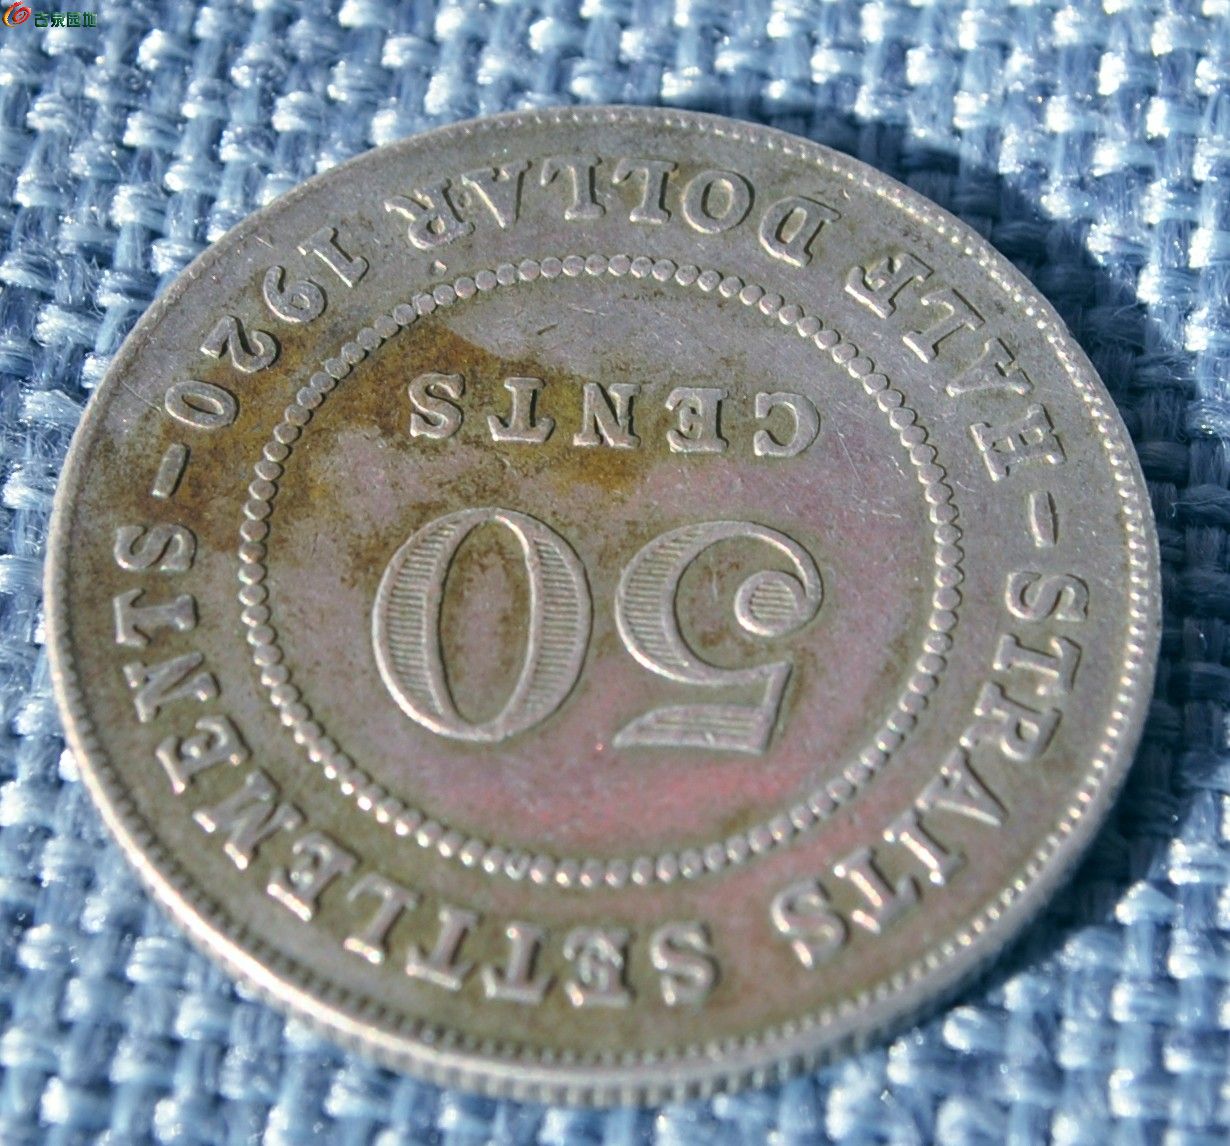 古泉园地
STRAITS SETTLEMENTS
50
CENTS
HALF DOLLAR 1920